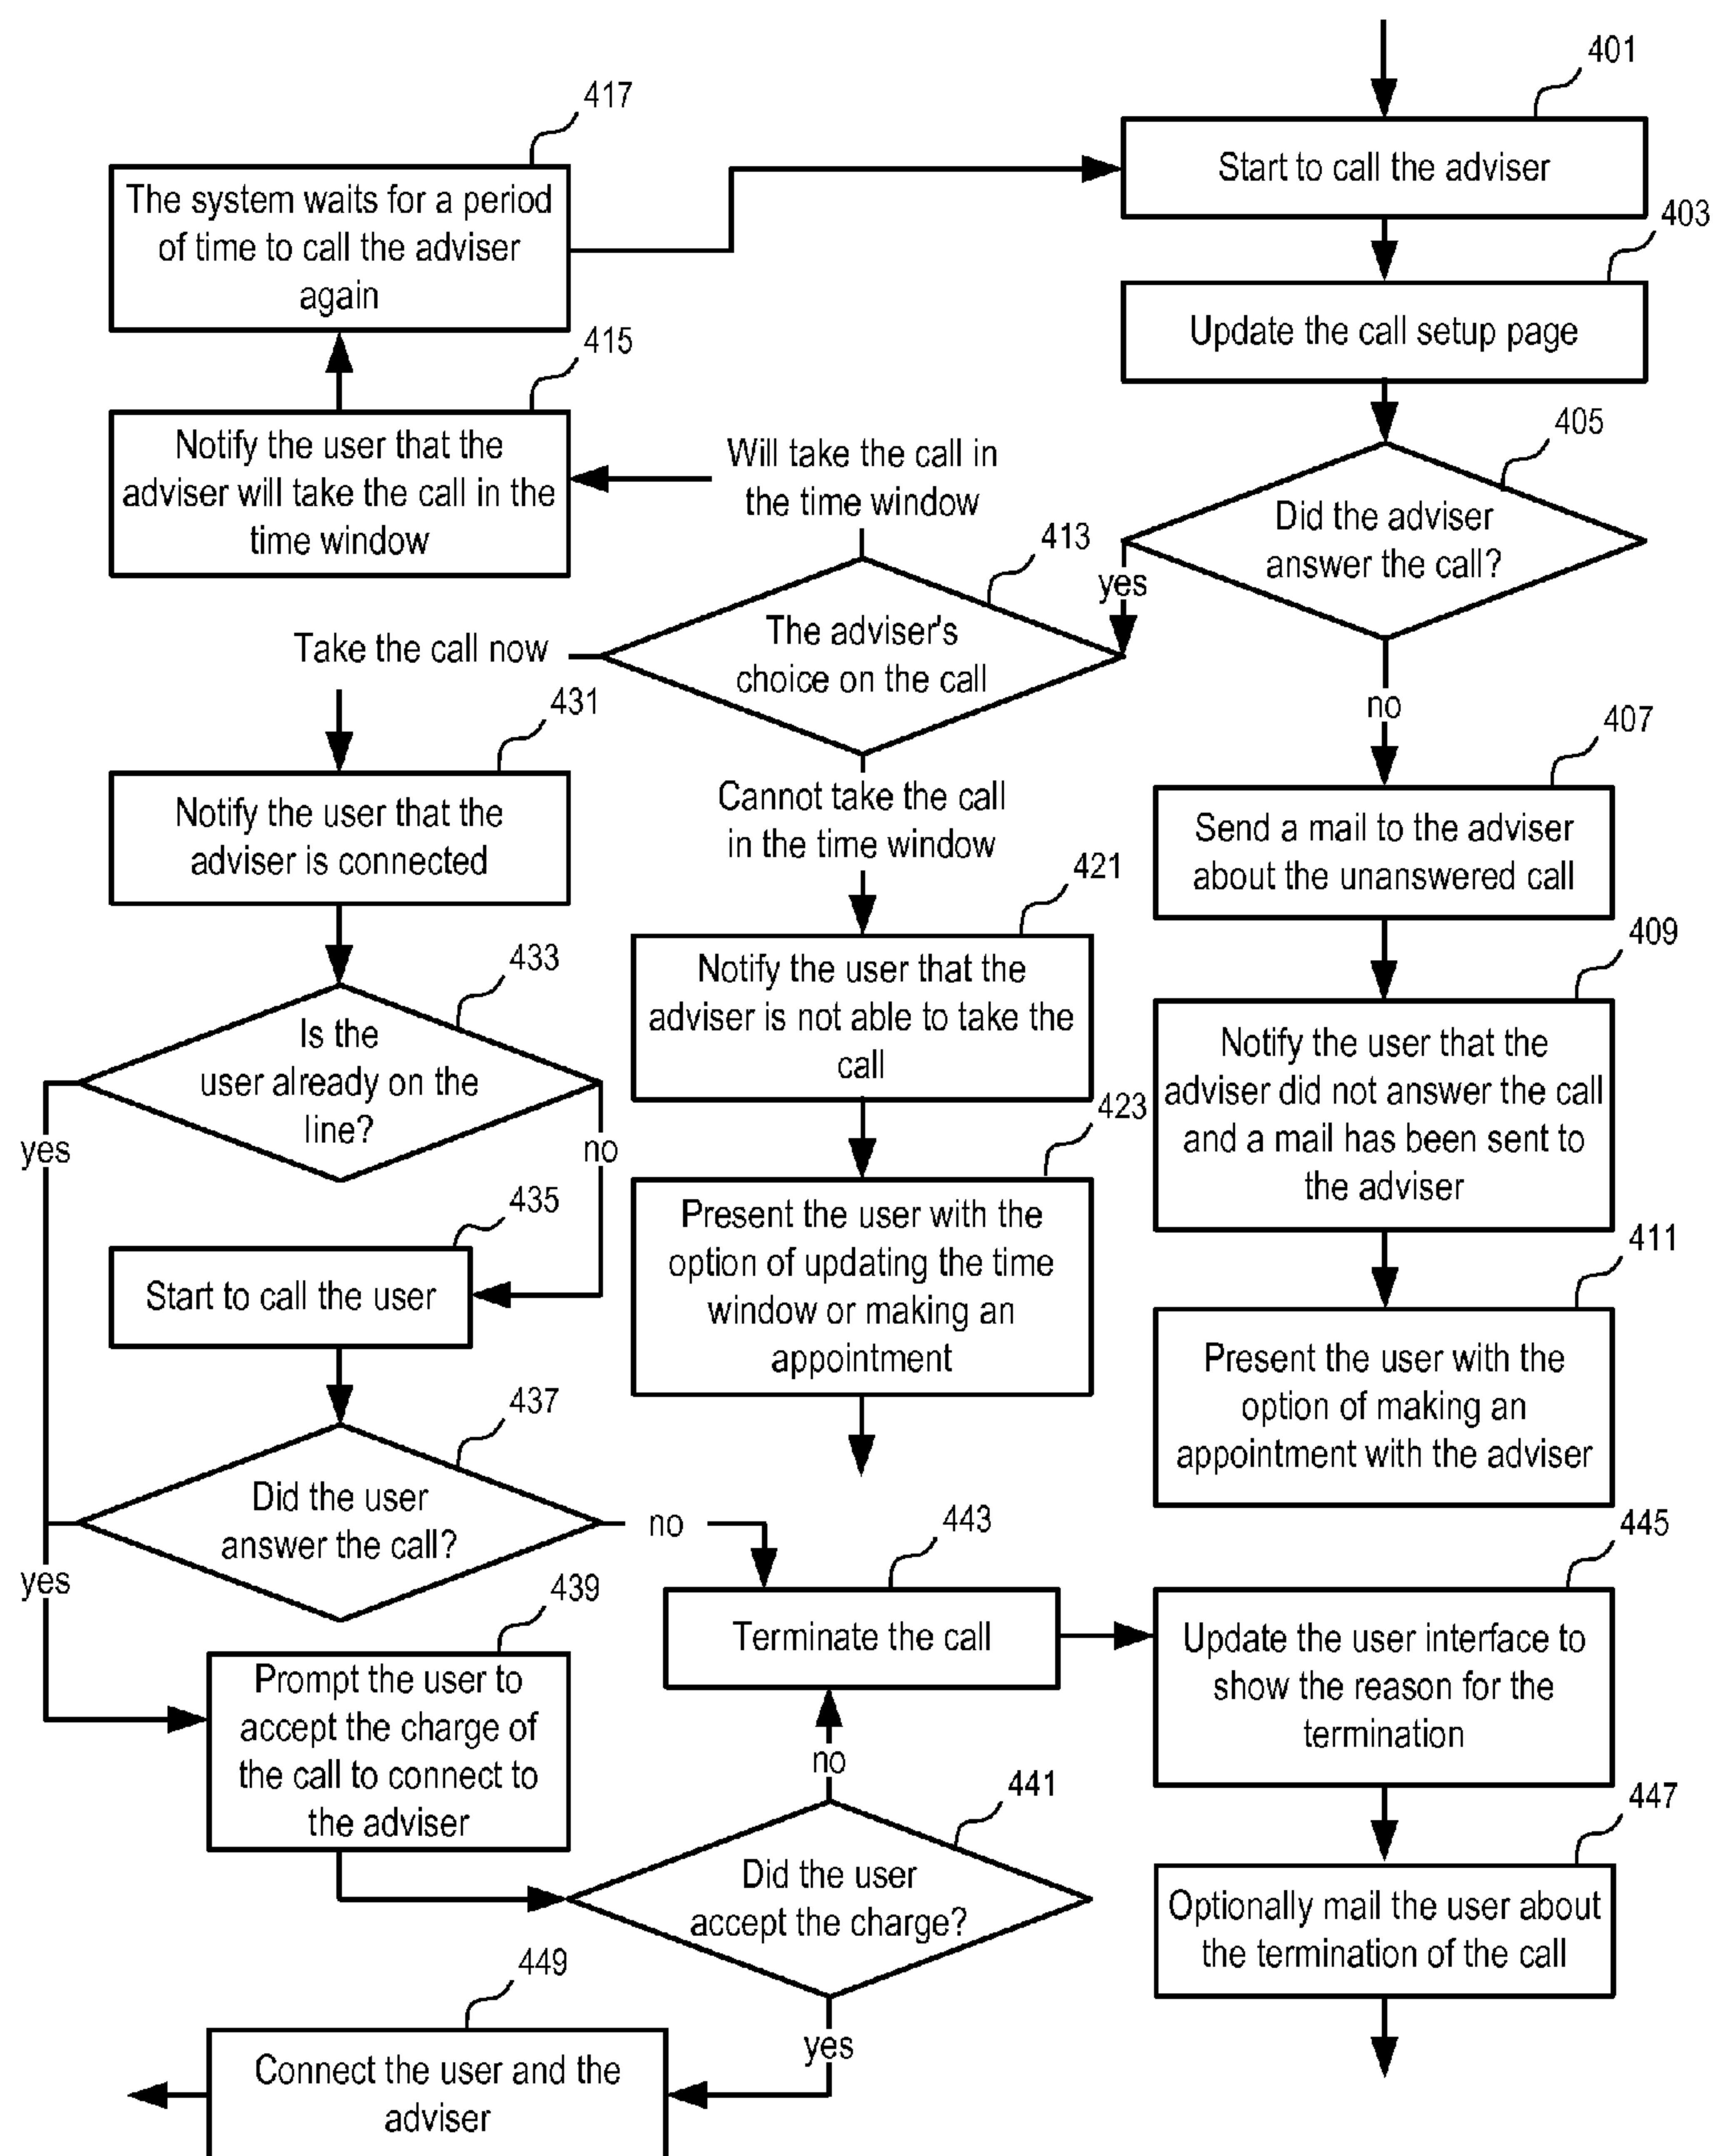 401
Start to call the adviser
403
Update the call setup page
405
Did the adviser
answer the call?
yes
no
407
Send a mail to the adviser
about the unanswered call
409
Notify the user that the
adviser did not answer the call
and a mail has been sent to
the adviser
411
Present the user with the
option of making an
appointment with the adviser
413
The adviser's
choice on the call
Will take the call in
the time window
415
Notify the user that the
adviser will take the call in the
time window
417
The system waits for a period
of time to call the adviser
again
Cannot take the call
in the time window
421
Notify the user that the
adviser is not able to take the
call
423
Present the user with the
option of updating the time
window or making an
appointment
Take the call now
431
Notify the user that the
adviser is connected
433
Is the
user already on the
line?
yes
no
435
Start to call the user
437
Did the user
answer the call?
yes
no
439
Prompt the user to
accept the charge of
the call to connect to
the adviser
441
Did the user
accept the charge?
no
yes
443
Terminate the call
445
Update the user interface to
show the reason for the
termination
447
Optionally mail the user about
the termination of the call
449
Connect the user and the
adviser